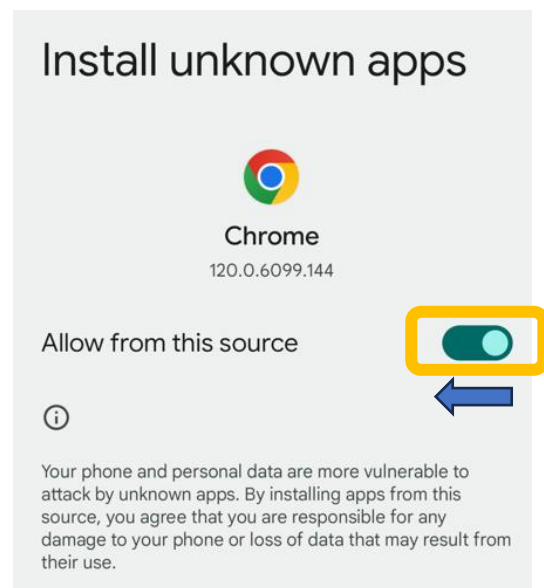 Install unknown apps
Chrome
120.0.6099.144
Allow from this source
Your phone and personal data are more vulnerable to
attack by unknown apps. By installing apps from this
source, you agree that you are responsible for any
damage to your phone or loss of data that may result from
their use.